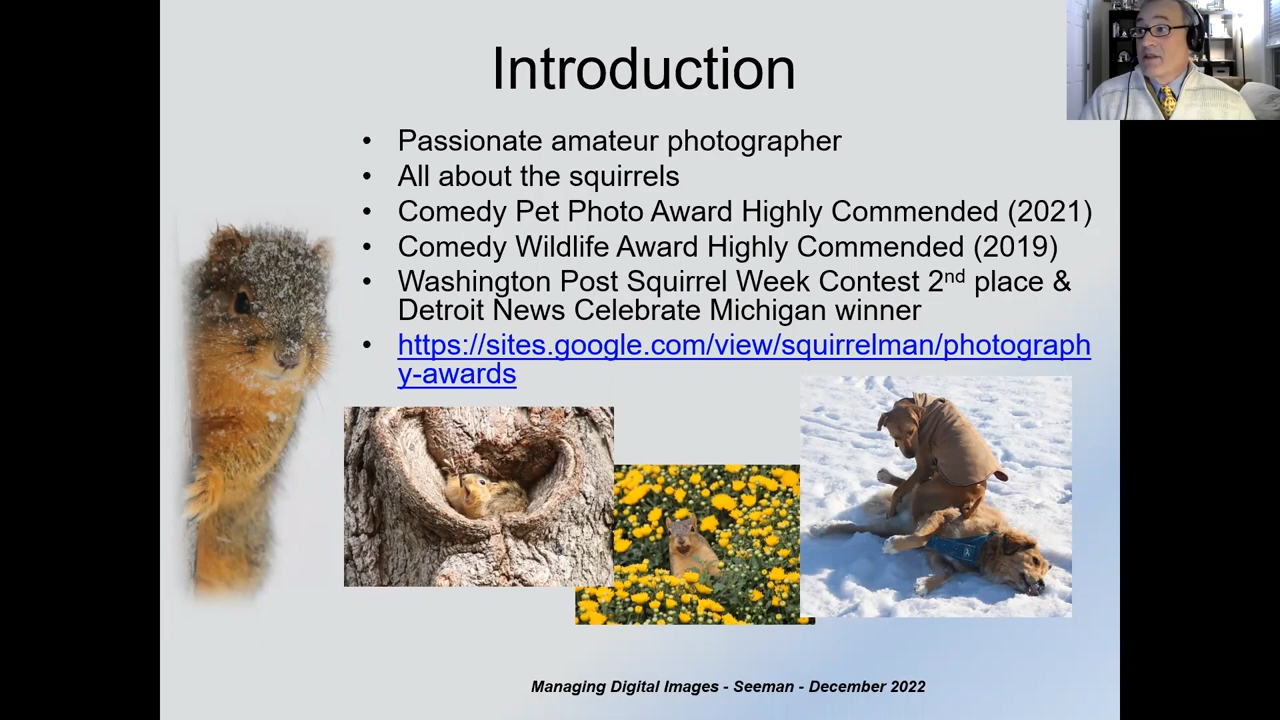 Introduction
• Passionate amateur photographer
• All about the squirrels
• Comedy Pet Photo Award Highly Commended (2021)
• Comedy Wildlife Award Highly Commended (2019)
• Washington Post Squirrel Week Contest 2nd place &
Detroit News Celebrate Michigan winner
• https://sites.google.com/view/squirrelman/photograph
y-awards
Managing Digital Images - Seeman - December 2022